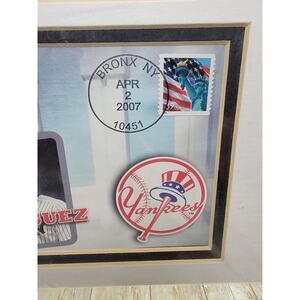 BRONX NY
APR
2
2007
10451
UEZ
Yankees